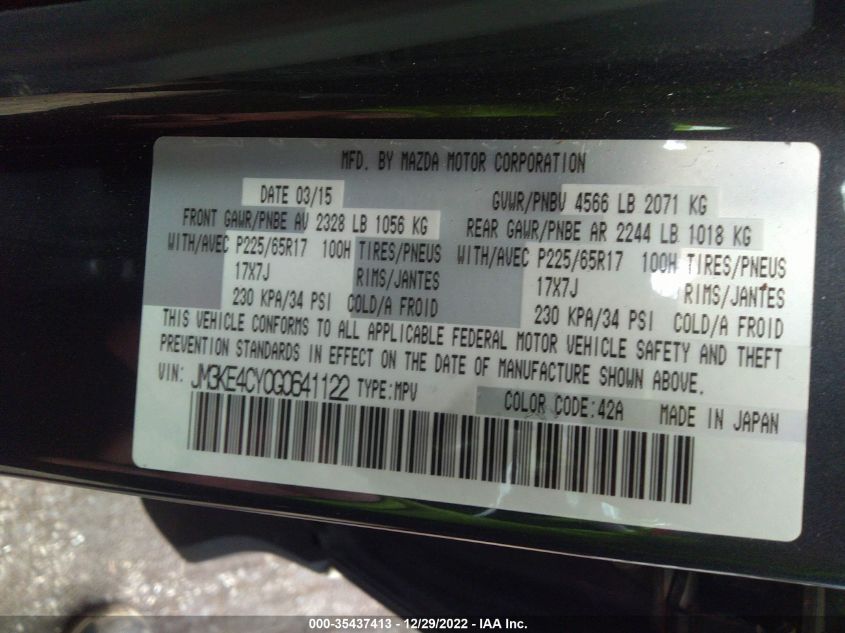 MFD. BY MAZDA MOTOR CORPORATION
DATE 03/15 GVWR/PNBV 4566 LB 2071 KG
FRONT GAWR/PNBE AV 2328 LB 1056 KG REAR GAWR/PNBE AR 2244 LB 1018 KG
WITH/AVEC P225/65R17 100H TIRES/PNEUS WITH/AVEC P225/65R17 100H TIRES/PNEUS
17X7J RIMS/JANTES 17X7J RIMS/JANTES
230 KPA/34 PSI COLD/A FROID 230 KPA/34 PSI COLD/A FROID
THIS VEHICLE CONFORMS TO ALL APPLICABLE FEDERAL MOTOR VEHICLE SAFETY AND THEFT
PREVENTION STANDARDS IN EFFECT ON THE DATE OF MANUFACTURE SHOWN ABOVE.
VIN: JM3KE4CY0G0641122 TYPE:MPV COLOR CODE:42A MADE IN JAPAN
000-35437413 - 12/29/2022 - IAA Inc.